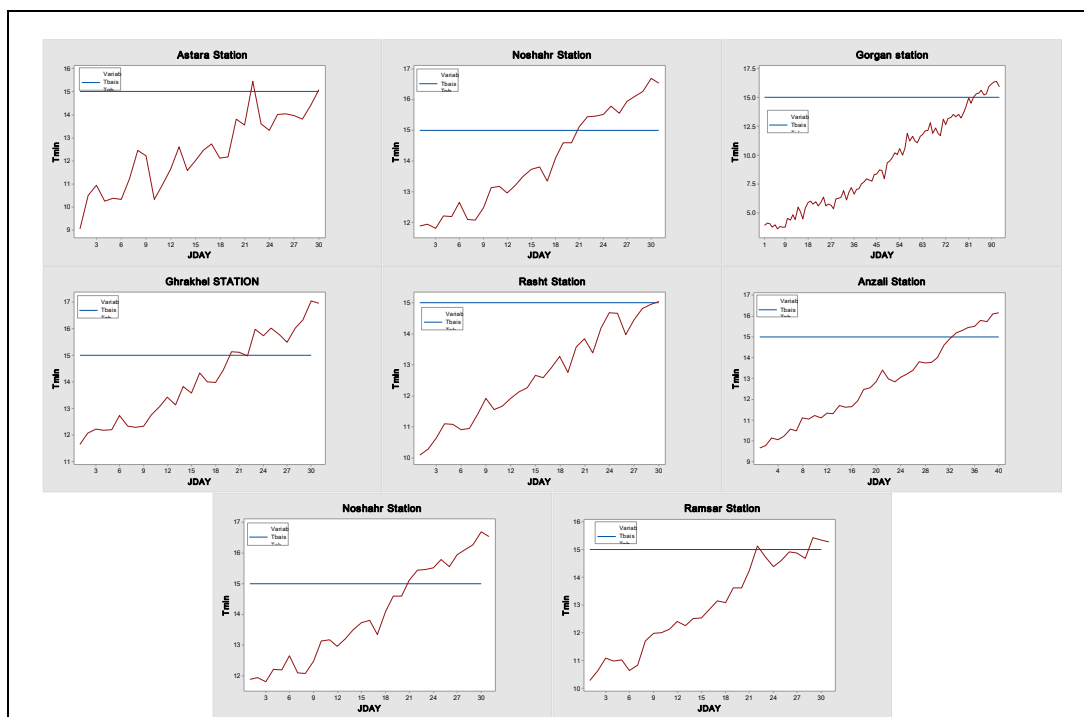 Astara Station
Tmin
16
15
14
13
12
11
10
9
Variab
Tbais
3 6 9 12 15 18 21 24 27 30
JDAY
Noshahr Station
Tmin
17
16
15
14
13
12
Variab
Tbais
3 6 9 12 15 18 21 24 27 30
JDAY
Gorgan station
Tmin
17.5
15.0
12.5
10.0
7.5
5.0
Variab
Tbais
1 9 18 27 36 45 54 63 72 81 90
JDAY
Ghrakhel STATION
Tmin
17
16
15
14
13
12
11
Variab
Tbais
3 6 9 12 15 18 21 24 27 30
JDAY
Rasht Station
Tmin
15
14
13
12
11
10
Variab
Tbais
3 6 9 12 15 18 21 24 27 30
JDAY
Anzali Station
Tmin
17
16
15
14
13
12
11
10
9
Variab
Tbais
4 8 12 16 20 24 28 32 36 40
JDAY
Noshahr Station
Tmin
17
16
15
14
13
12
Variab
Tbais
3 6 9 12 15 18 21 24 27 30
JDAY
Ramsar Station
Tmin
16
15
14
13
12
11
10
Variab
Tbais
3 6 9 12 15 18 21 24 27 30
JDAY